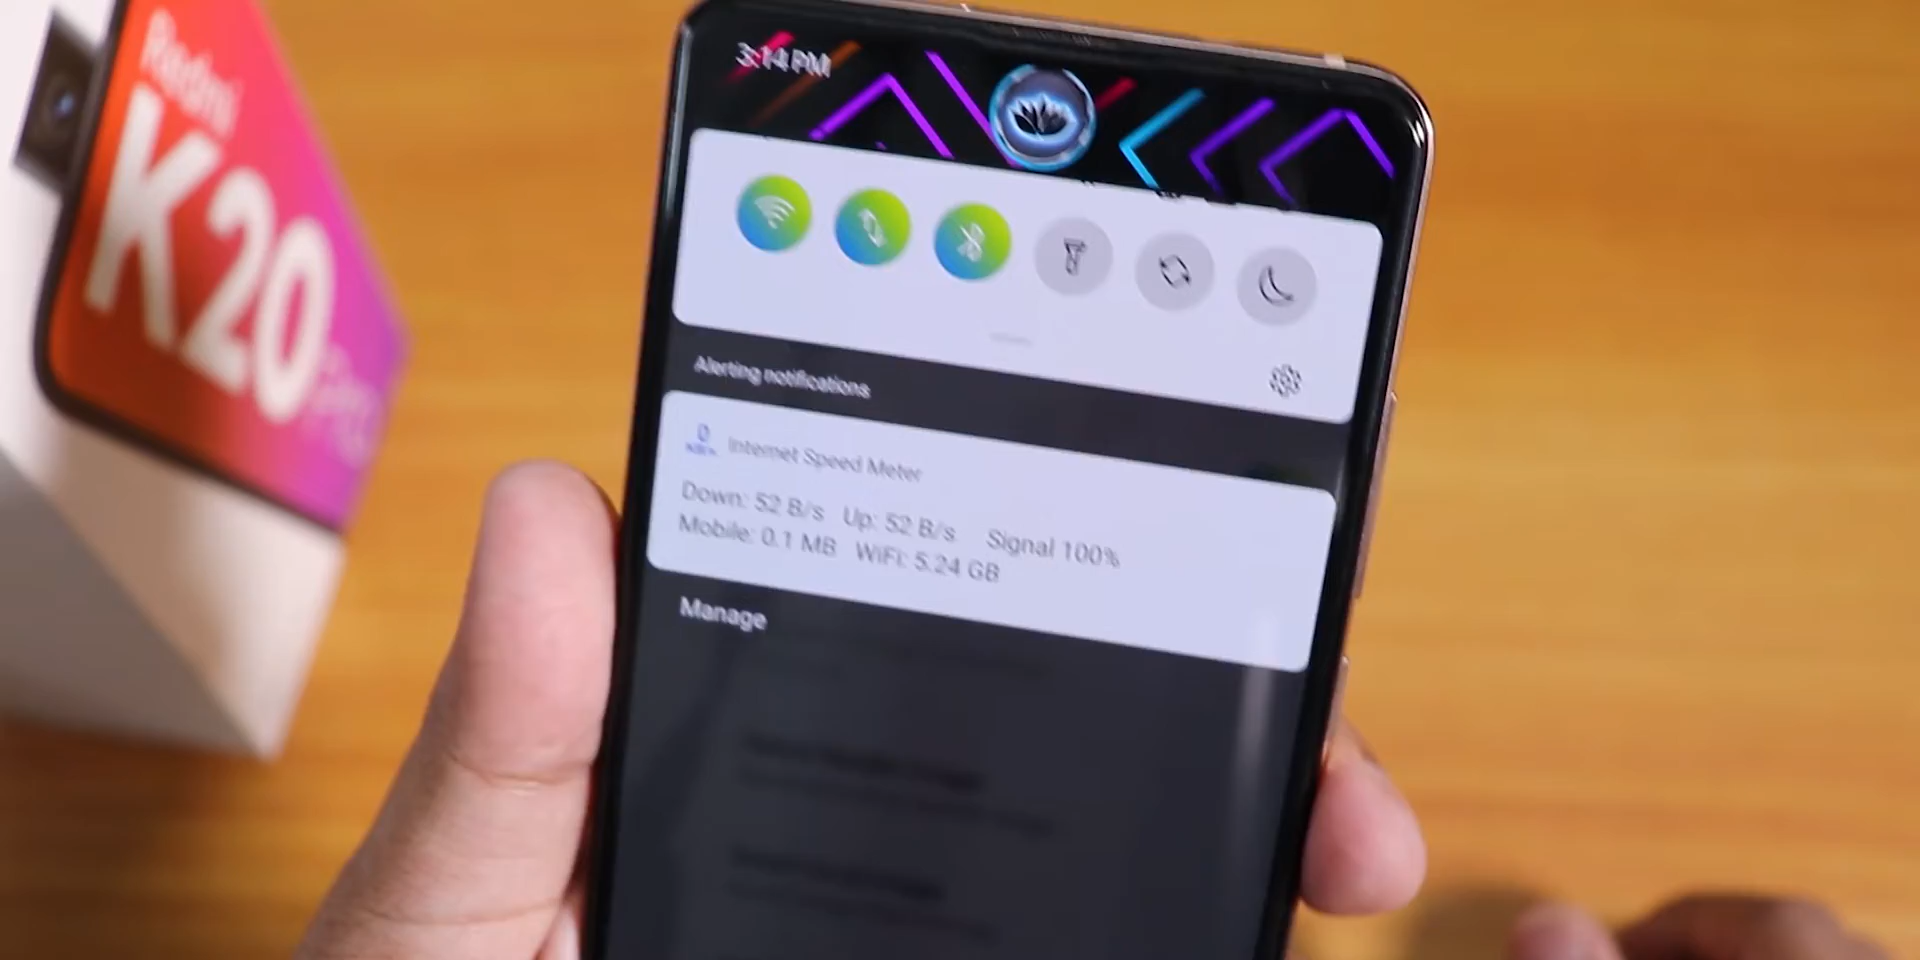 Redmi
K20
Pro
3:14 PM
Alerting notifications
Internet Speed Meter
Down: 52 B/s Up: 52 B/s Signal 100%
Mobile: 0.1 MB WiFi: 5.24 GB
Manage